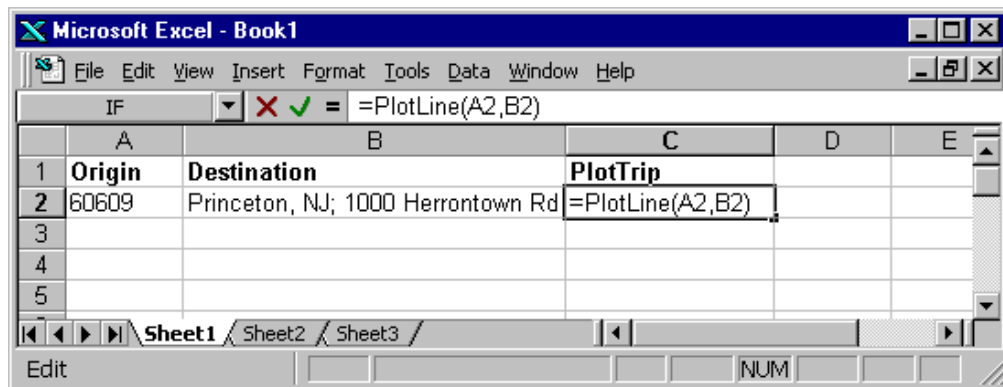 Microsoft Excel - Book1
File Edit View Insert Format Tools Data Window Help
IF = =PlotLine(A2,B2)
A B C D E
1 Origin Destination PlotTrip
2 60609 Princeton, NJ; 1000 Herrontown Rd =PlotLine(A2,B2)
3
4
5
Sheet1 Sheet2 Sheet3
Edit NUM